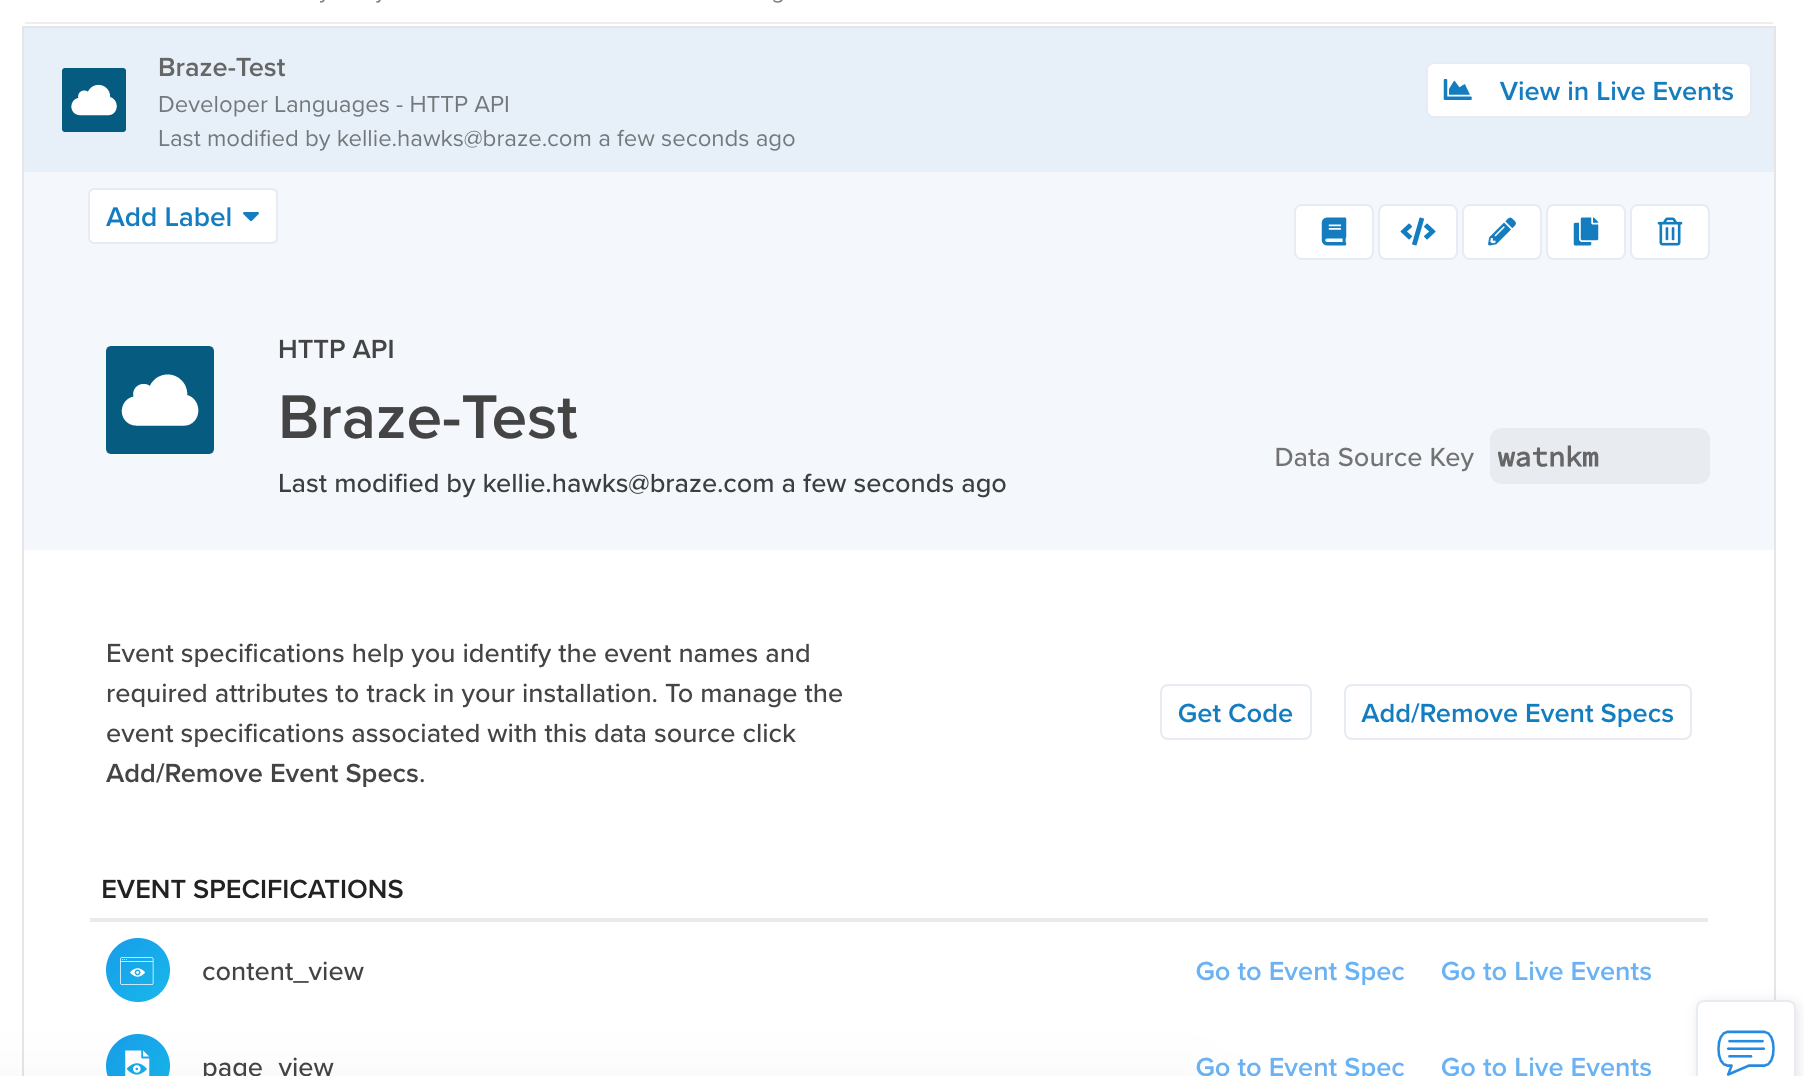 Braze-Test
Developer Languages - HTTP API
Last modified by kellie.hawks@braze.com a few seconds ago
View in Live Events
Add Label
HTTP API
Braze-Test
Last modified by kellie.hawks@braze.com a few seconds ago
Data Source Key watnkm
Event specifications help you identify the event names and
required attributes to track in your installation. To manage the
event specifications associated with this data source click
Add/Remove Event Specs.
Get Code
Add/Remove Event Specs
EVENT SPECIFICATIONS
content_view Go to Event Spec Go to Live Events
page_view Go to Event Spec Go to Live Events